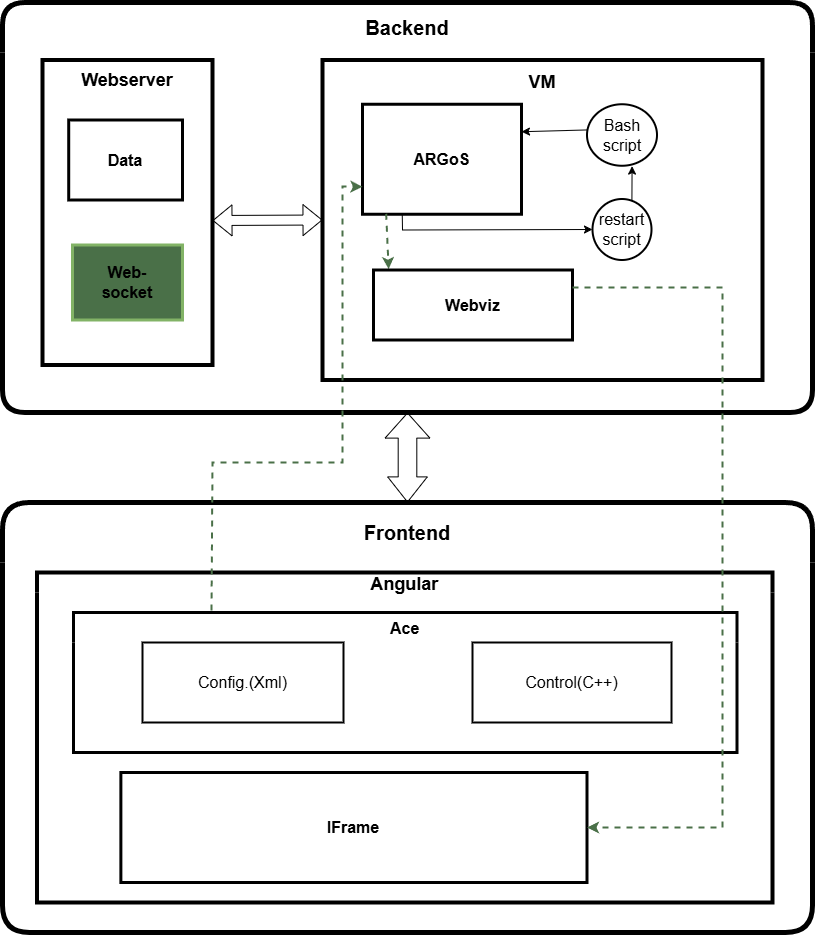 Backend
Webserver
Data
Web-
socket
VM
ARGoS
Bash
script
restart
script
Webviz
Frontend
Angular
Ace
Config.(Xml)
Control(C++)
IFrame